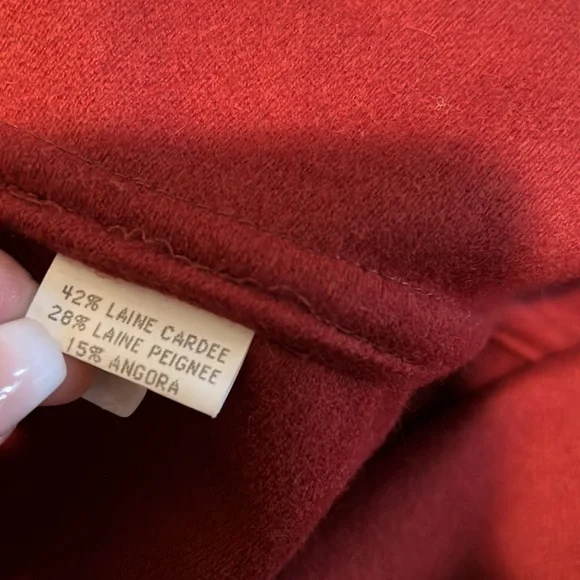 42% LAINE CARDEE
28% LAINE PEIGNEE
15% ANGORA